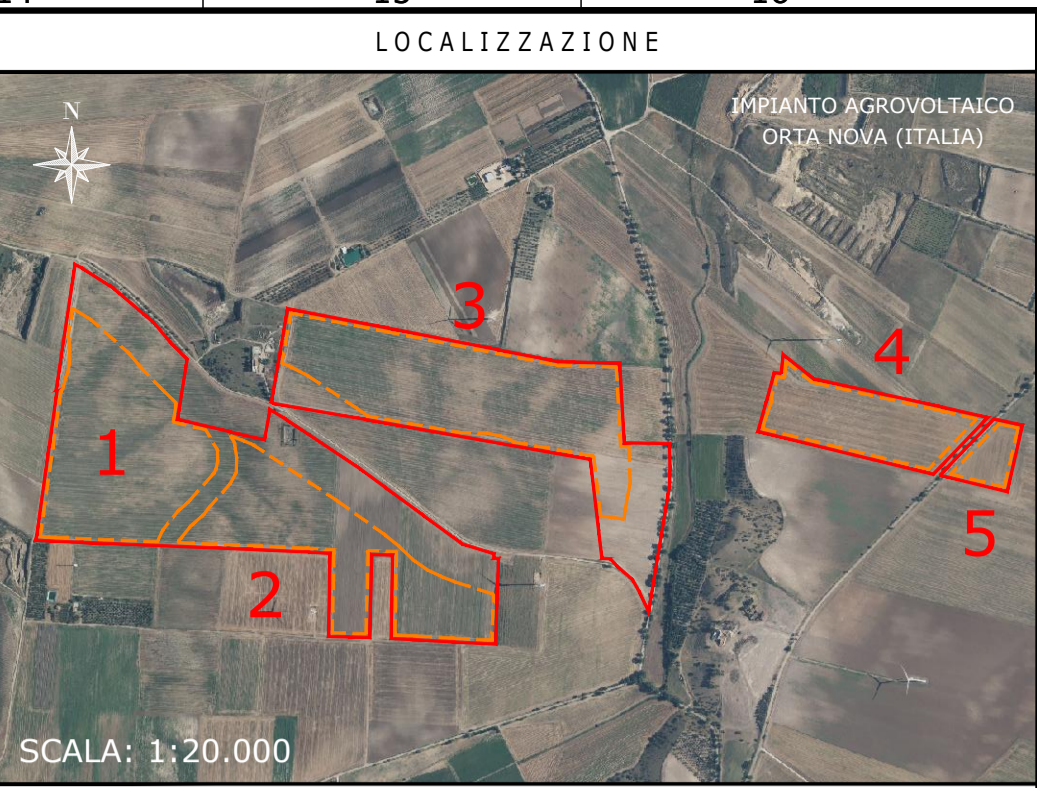 LOCALIZZAZIONE
IMPIANTO AGROVOLTAICO
ORTA NOVA (ITALIA)
N
3
4
1
5
2
SCALA: 1:20.000